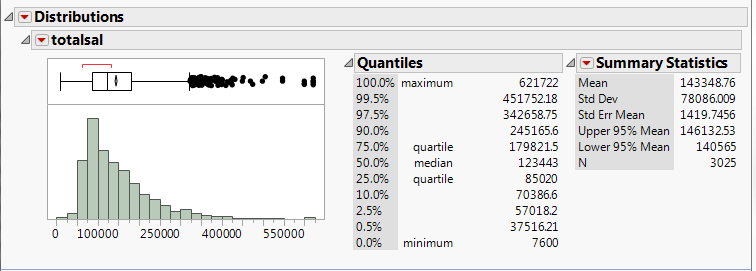 Distributions
totalsal
0 100000 250000 400000 550000
Quantiles
100.0% maximum 621722
99.5% 451752.18
97.5% 342658.75
90.0% 245165.6
75.0% quartile 179821.5
50.0% median 123443
25.0% quartile 85020
10.0% 70386.6
2.5% 57018.2
0.5% 37516.21
0.0% minimum 7600
Summary Statistics
Mean 143348.76
Std Dev 78086.009
Std Err Mean 1419.7456
Upper 95% Mean 146132.53
Lower 95% Mean 140565
N 3025